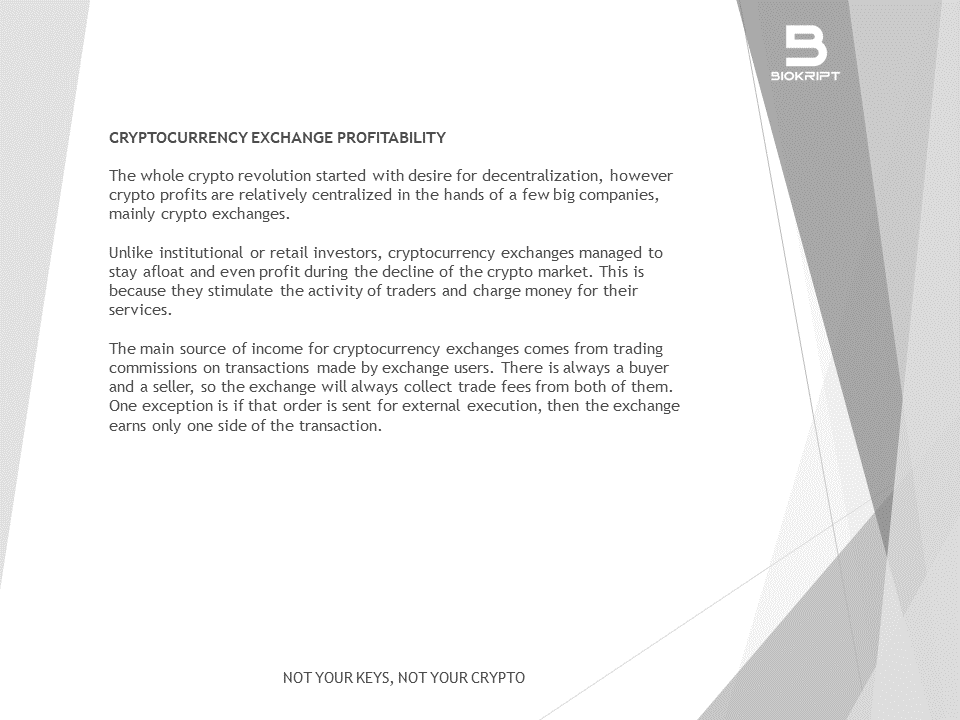 BIOKRIPT
CRYPTOCURRENCY EXCHANGE PROFITABILITY
The whole crypto revolution started with desire for decentralization, however
crypto profits are relatively centralized in the hands of a few big companies,
mainly crypto exchanges.
Unlike institutional or retail investors, cryptocurrency exchanges managed to
stay afloat and even profit during the decline of the crypto market. This is
because they stimulate the activity of traders and charge money for their
services.
The main source of income for cryptocurrency exchanges comes from trading
commissions on transactions made by exchange users. There is always a buyer
and a seller, so the exchange will always collect trade fees from both of them.
One exception is if that order is sent for external execution, then the exchange
earns only one side of the transaction.
NOT YOUR KEYS, NOT YOUR CRYPTO